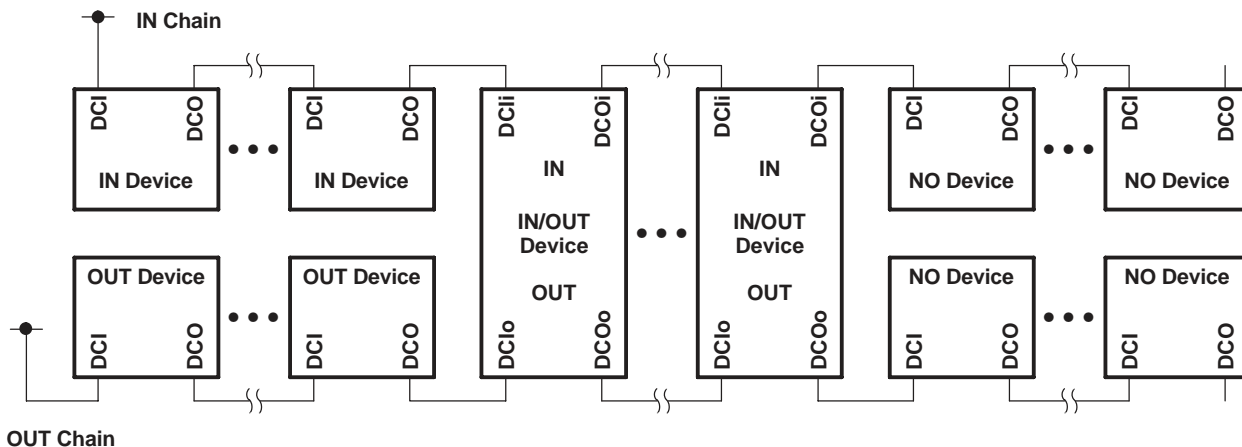 IN Chain
DCI DCO DCI DCO DCIi DCOi DCIi DCOi DCI DCO DCI DCO
IN Device IN Device IN IN NO Device NO Device
IN/OUT IN/OUT
Device Device
OUT Device OUT Device OUT OUT NO Device NO Device
DCI DCO DCI DCO DCIo DCOo DCIo DCOo DCI DCO DCI DCO
OUT Chain